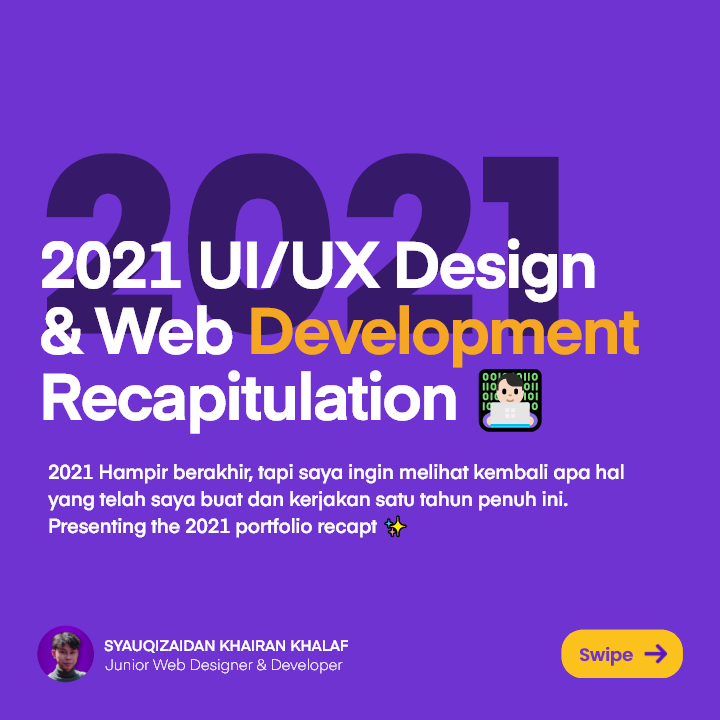 2021
2021 UI/UX Design
& Web Development
Recapitulation
2021 Hampir berakhir, tapi saya ingin melihat kembali apa hal
yang telah saya buat dan kerjakan satu tahun penuh ini.
Presenting the 2021 portfolio recapt ✨
SYAUQIZAIDAN KHAIRAN KHALAF
Junior Web Designer & Developer
Swipe →